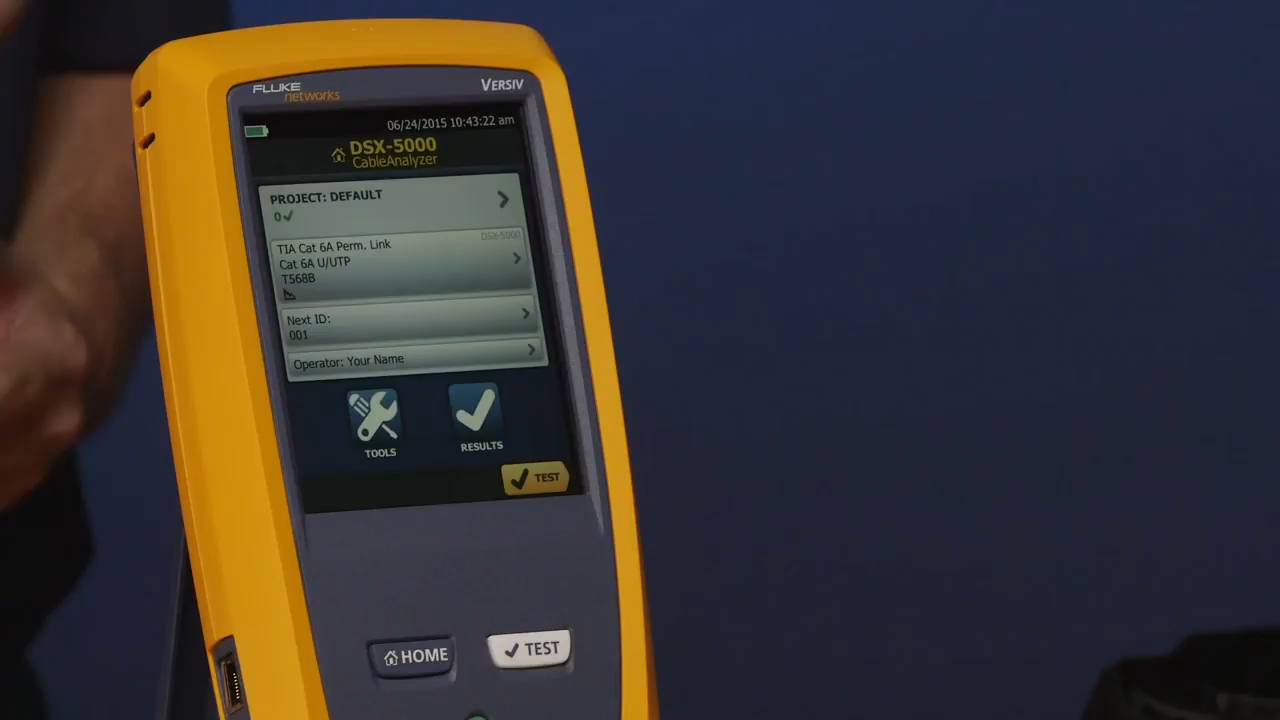 FLUKE
networks
VERSIV
06/24/2015 10:43:22 am
DSX-5000
CableAnalyzer
PROJECT: DEFAULT
0
TIA Cat 6A Perm. Link
DSX-5000
Cat 6A U/UTP
T568B
Next ID:
001
Operator: Your Name
TOOLS
RESULTS
TEST
HOME
TEST